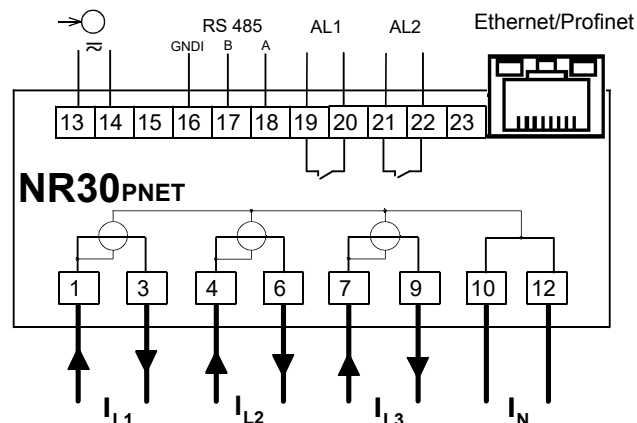 RS 485 AL1 AL2 Ethernet/Profinet
GNDI B A
13 14 15 16 17 18 19 20 21 22 23
NR30PNET
1 3 4 6 7 9 10 12
IL1 IL2 IL3 IN